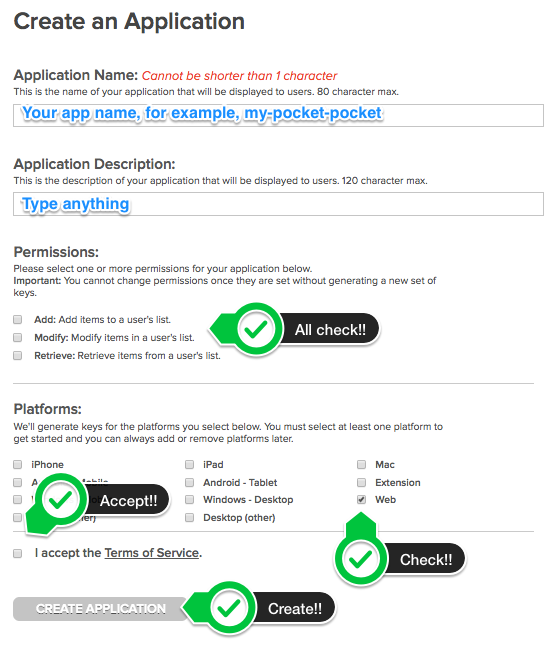 Create an Application
Application Name: Cannot be shorter than 1 character
This is the name of your application that will be displayed to users. 80 character max.
Your app name, for example, my-pocket-pocket
Application Description:
This is the description of your application that will be displayed to users. 120 character max.
Type anything
Permissions:
Please select one or more permissions for your application below.
Important: You cannot change permissions once they are set without generating a new set of
keys.
Add: Add items to a user's list.
Modify: Modify items in a user's list.
All check!!
Retrieve: Retrieve items from a user's list.
Platforms:
We'll generate keys for the platforms you select below. You must select at least one platform to
get started and you can always add or remove platforms later.
iPhone iPad Mac
Android - Tablet Extension
Accept!! Windows - Desktop Web
Desktop (other)
I accept the Terms of Service.
Check!!
CREATE APPLICATION Create!!